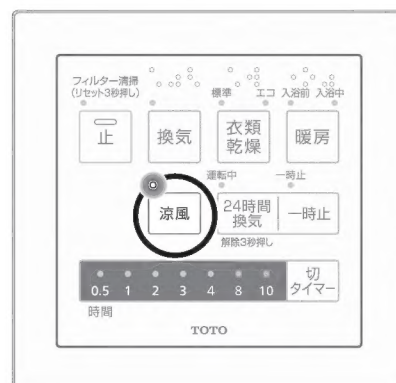 フィルター清掃
(リセット3秒押し)
標準 エコ 入浴前 入浴中
止 換気 衣類乾燥 暖房
運転中 一時止
涼風 24時間換気 一時止
解除3秒押し
0.5 1 2 3 4 8 10 切タイマー
時間
TOTO